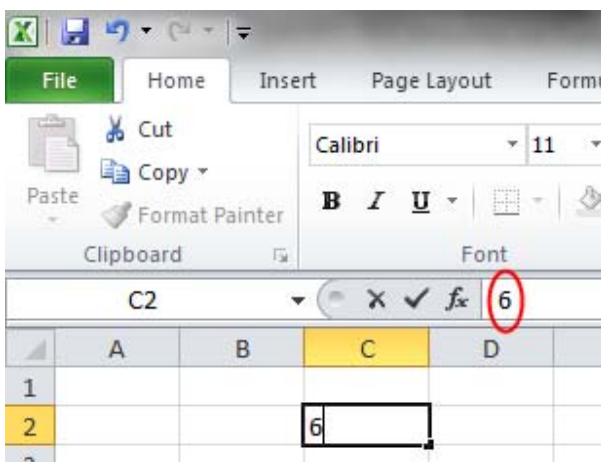 File Home Insert Page Layout
Cut
Calibri 11
Copy
Paste
B I U
Format Painter
Clipboard Font
C2 fx 6
A B C D
1
2 6